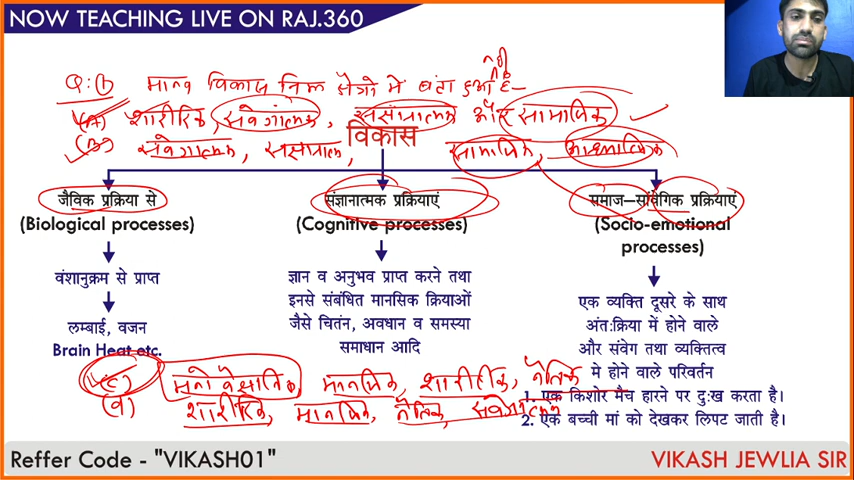 NOW TEACHING LIVE ON RAJ.360
नही
Q.① मानव विकास निम्न क्षेत्रो में बंटा हुआ है-
(A) शारीरिक, संवेगात्मक, और सामाजिक
(B) संवेगात्मक, सामाजिक, आध्यात्मिक
विकास
जैविक प्रक्रिया से
(Biological processes)
वंशानुक्रम से प्राप्त
लम्बाई, वजन
Brain Heat etc.
संज्ञानात्मक प्रक्रियाएं
(Cognitive processes)
ज्ञान व अनुभव प्राप्त करने तथा
इनसे संबंधित मानसिक क्रियाओं
जैसे चिंतन, अवधान व समस्या
समाधान आदि
समाज–सांवेगिक प्रक्रियाएं
(Socio-emotional
processes)
एक व्यक्ति दूसरे के साथ
अंतःक्रिया में होने वाले
और संवेग तथा व्यक्तित्व
मे होने वाले परिवर्तन
1. एक किशोर मैच हारने पर दुःख करता है।
2. ऐक बच्ची मां को देखकर लिपट जाती है।
(C) मनोवैज्ञानिक, मानसिक, शारीरिक, नैतिक
(D) शारीरिक, मानसिक, नैतिक, संवेगात्मक
Reffer Code - "VIKASH01"
VIKASH JEWLIA SIR